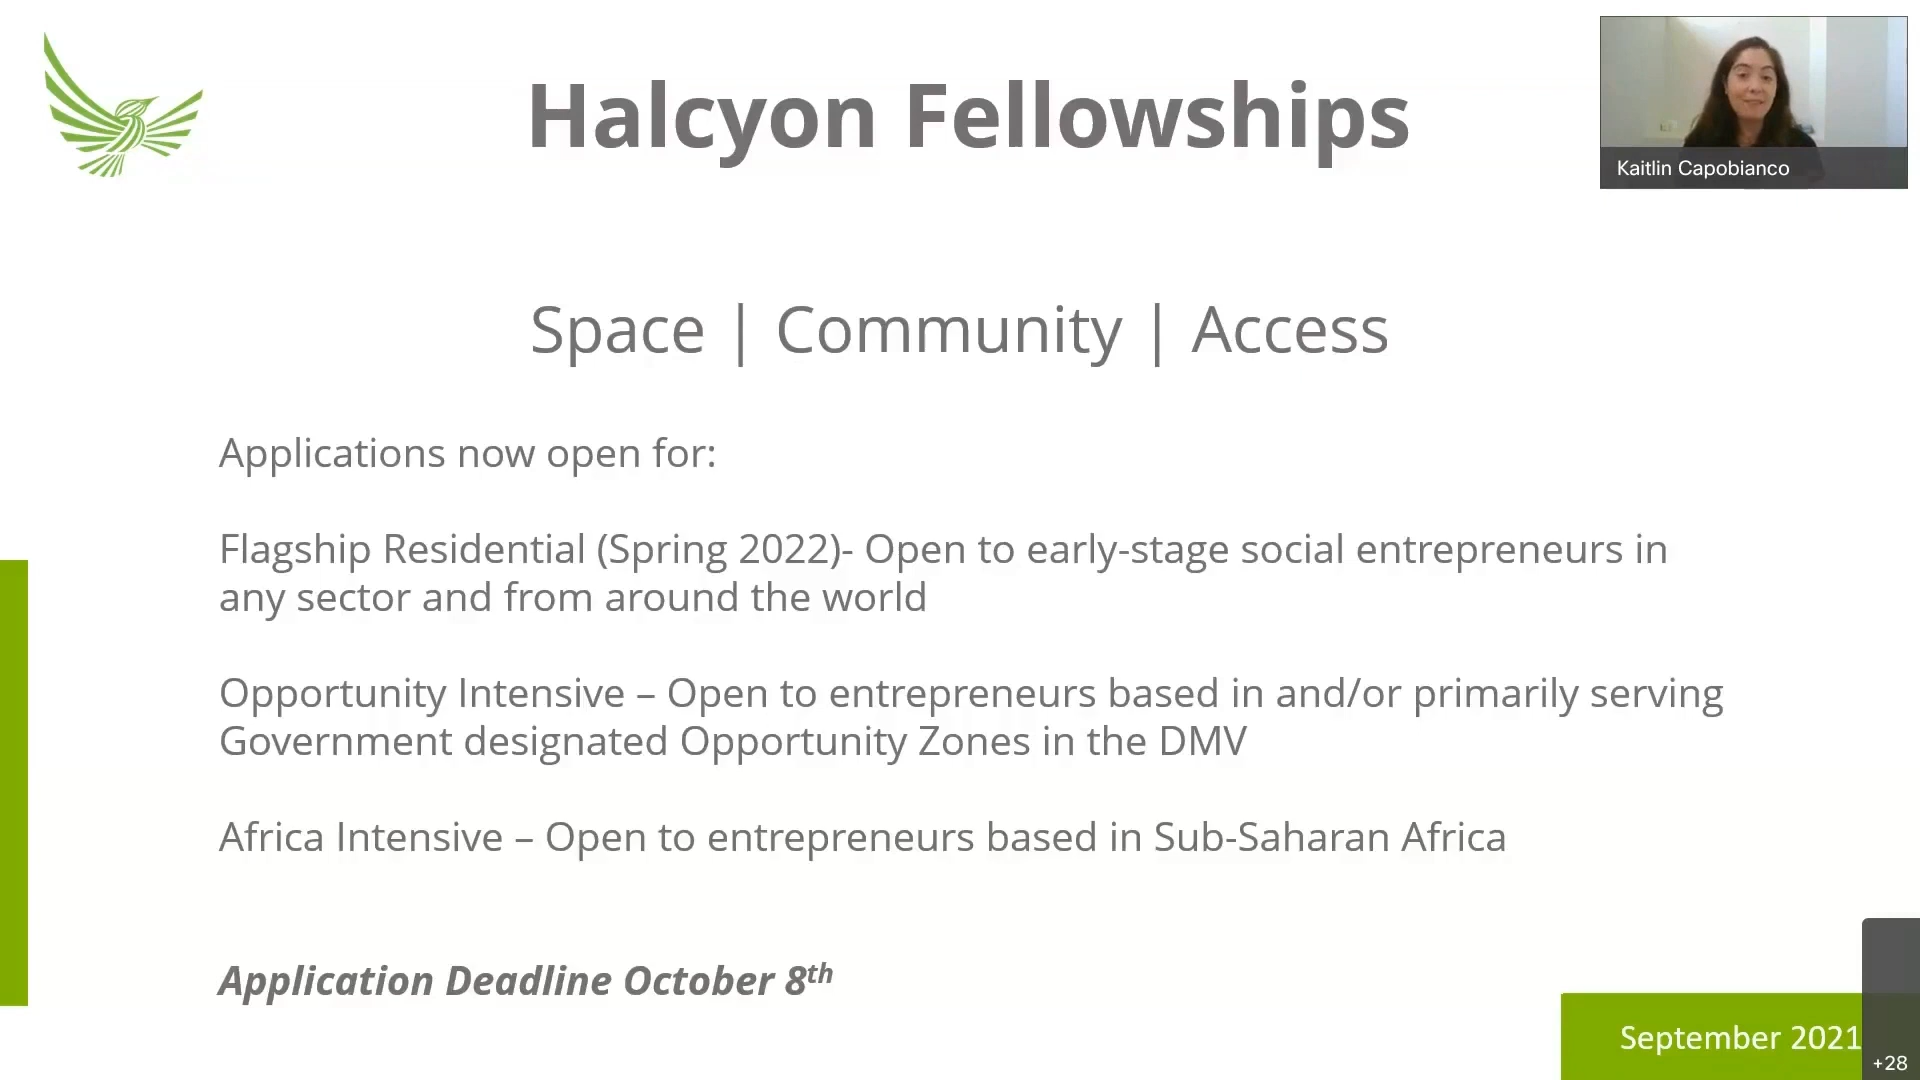 Halcyon Fellowships
Kaitlin Capobianco
Space | Community | Access
Applications now open for:
Flagship Residential (Spring 2022)- Open to early-stage social entrepreneurs in
any sector and from around the world
Opportunity Intensive – Open to entrepreneurs based in and/or primarily serving
Government designated Opportunity Zones in the DMV
Africa Intensive – Open to entrepreneurs based in Sub-Saharan Africa
Application Deadline October 8th
September 2021
+28